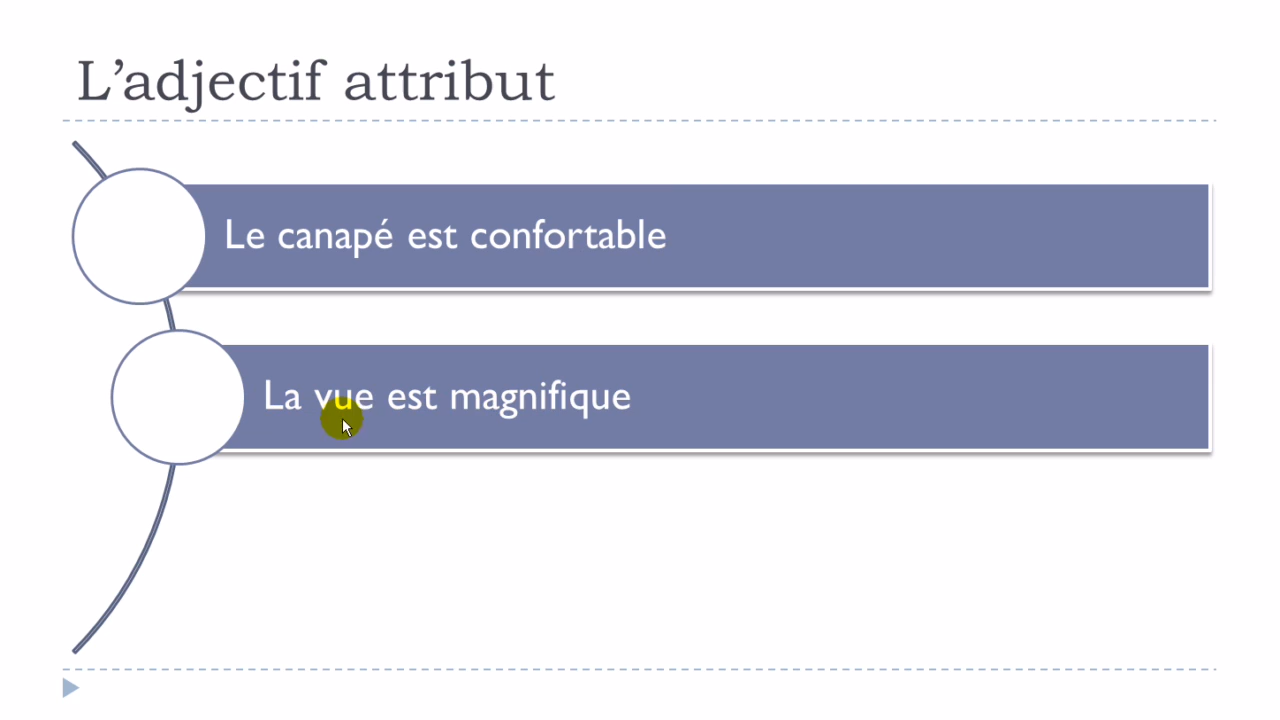 L’adjectif attribut
Le canapé est confortable
La vue est magnifique